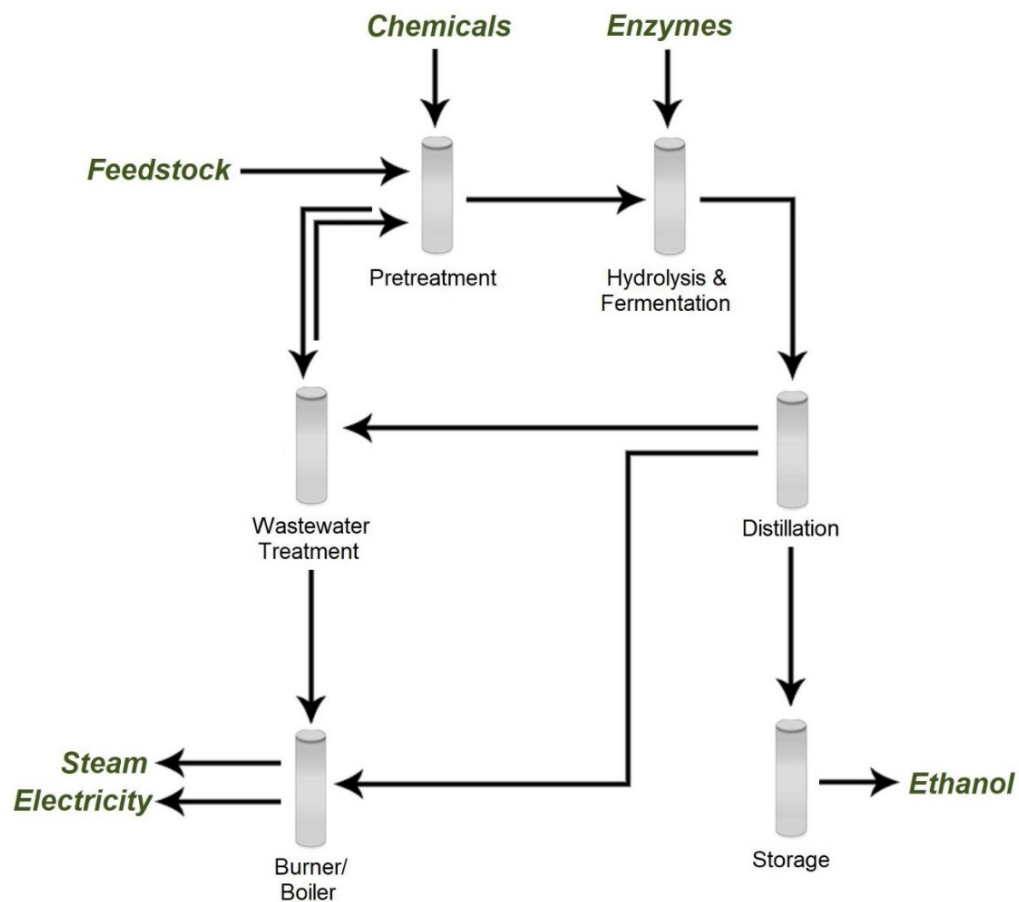 Chemicals
Enzymes
Feedstock
Pretreatment
Hydrolysis &
Fermentation
Wastewater
Treatment
Distillation
Steam
Electricity
Ethanol
Burner/
Boiler
Storage